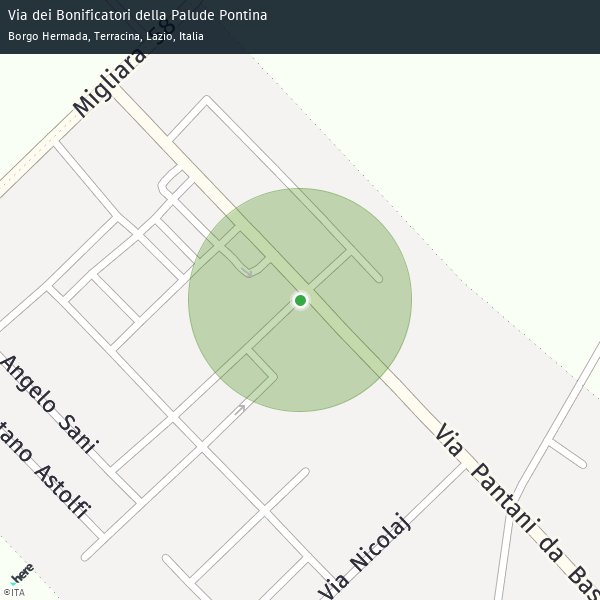 Via dei Bonificatori della Palude Pontina
Borgo Hermada, Terracina, Lazio, Italia
Migliara 58
Angelo Sani
tano Astolfi
Via Pantani da Bas
Via Nicolaj
here
©ITA